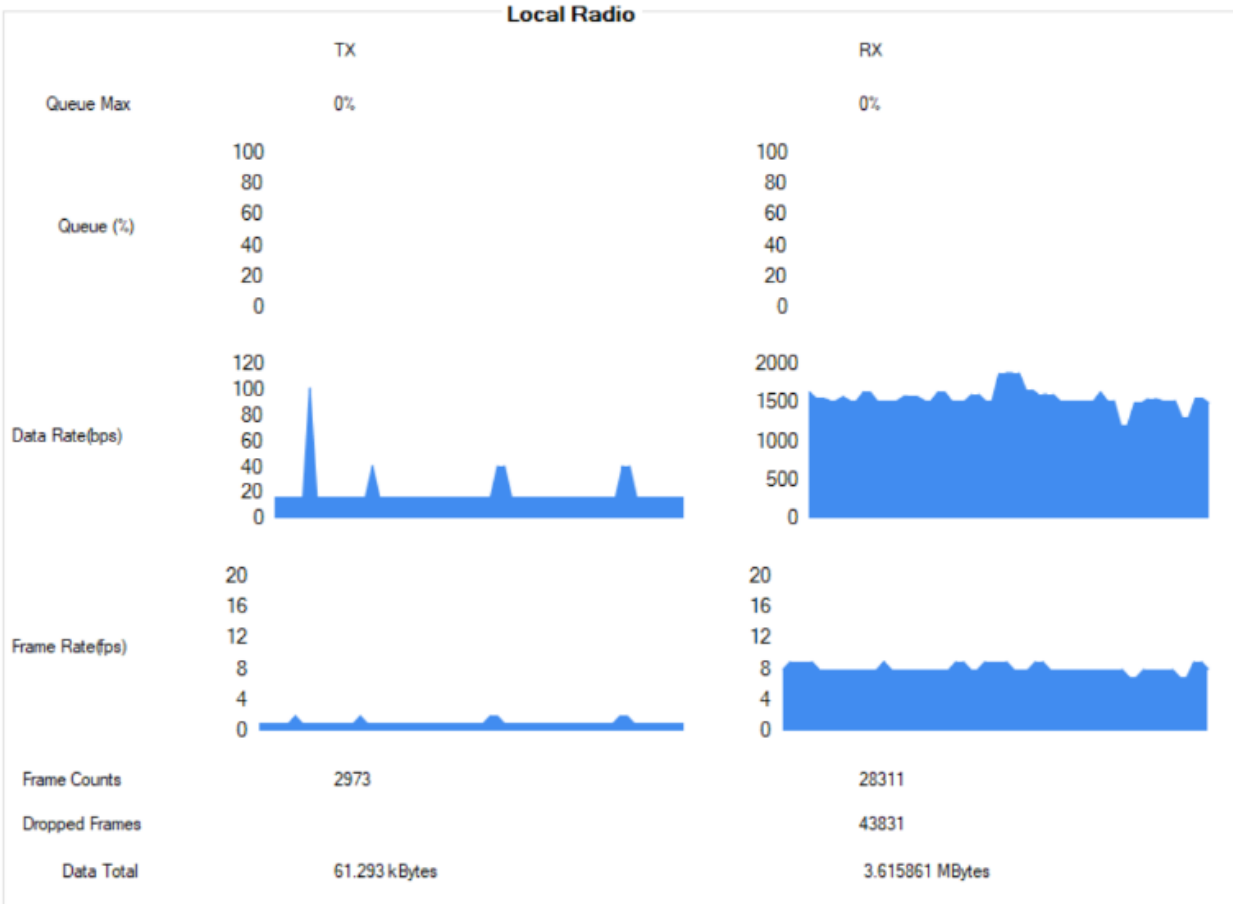 Local Radio
TX RX
Queue Max 0% 0%
100 100
80 80
60 60
Queue (%)
40 40
20 20
0 0
120 2000
100
80 1500
60 1000
Data Rate(bps)
40
20 500
0 0
20 20
16 16
12 12
Frame Rate(fps)
8 8
4 4
0 0
Frame Counts 2973 28311
Dropped Frames 43831
Data Total 61.293 kBytes 3.615861 MBytes